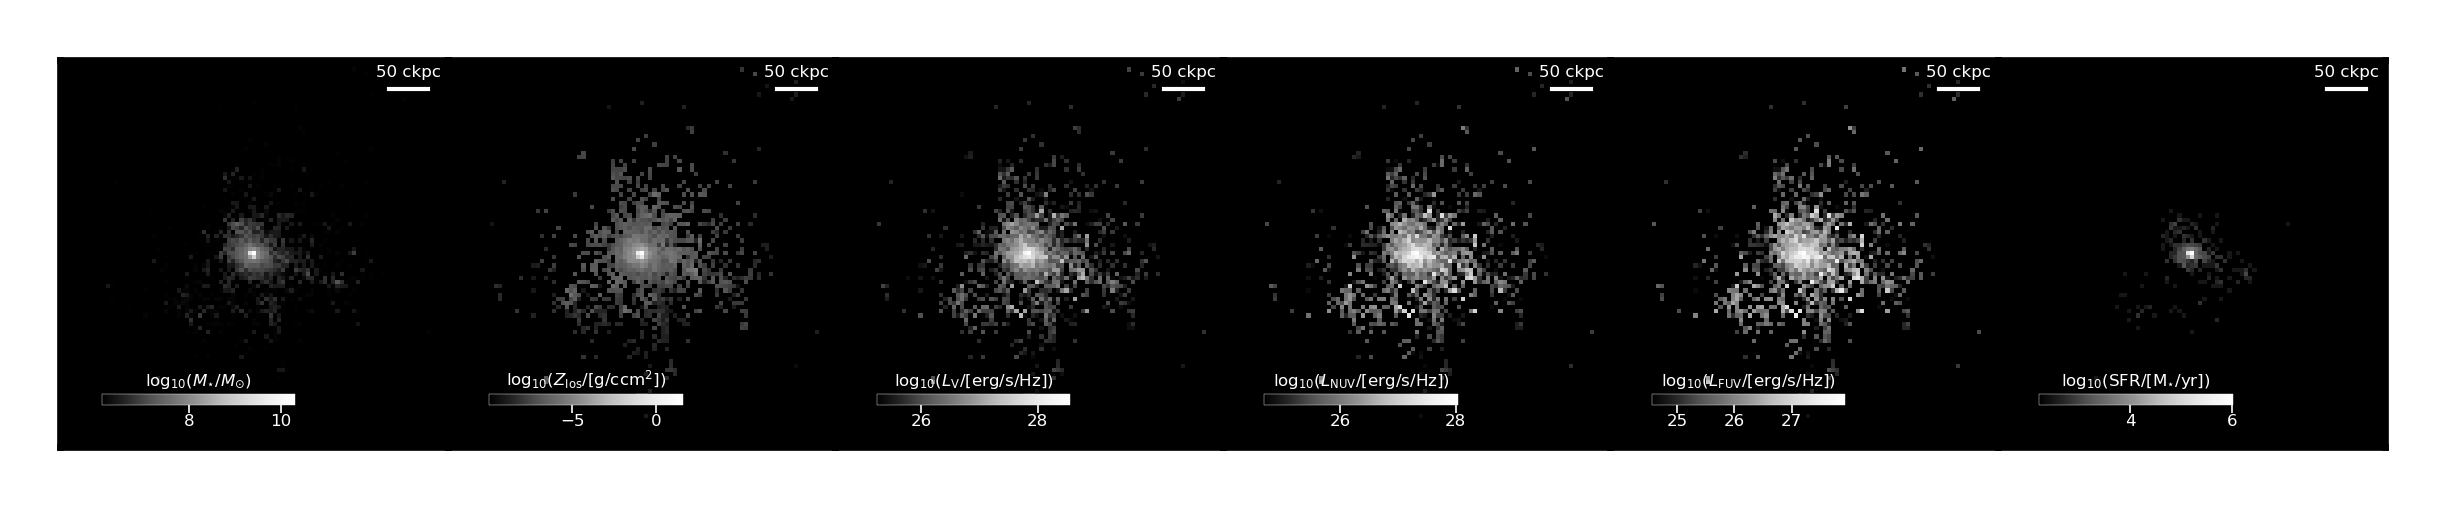 50 ckpc 50 ckpc 50 ckpc 50 ckpc 50 ckpc 50 ckpc
log₁₀(M⋆/M⊙) log₁₀(Zlos/[g/ccm²]) log₁₀(LV/[erg/s/Hz]) log₁₀(LNUV/[erg/s/Hz]) log₁₀(LFUV/[erg/s/Hz]) log₁₀(SFR/[M⋆/yr])
8 10 −5 0 26 28 26 28 25 26 27 4 6